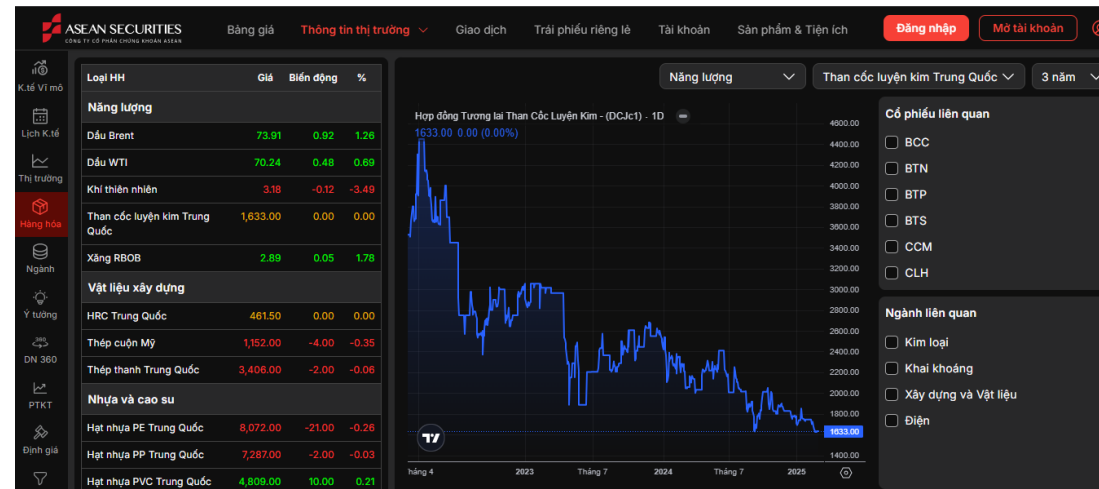 ASEAN SECURITIES
CÔNG TY CỔ PHẦN CHỨNG KHOÁN ASEAN
Bảng giá
Thông tin thị trường
Giao dịch
Trái phiếu riêng lẻ
Tài khoản
Sản phẩm & Tiện ích
Đăng nhập
Mở tài khoản
K.tế Vĩ mô
Lịch K.tế
Thị trường
Hàng hóa
Ngành
Ý tưởng
DN 360
PTKT
Định giá
Loại HH Giá Biến động %
Năng lượng
Dầu Brent 73.91 0.92 1.26
Dầu WTI 70.24 0.48 0.69
Khí thiên nhiên 3.18 -0.12 -3.49
Than cốc luyện kim Trung 1,633.00 0.00 0.00
Quốc
Xăng RBOB 2.89 0.05 1.78
Vật liệu xây dựng
HRC Trung Quốc 461.50 0.00 0.00
Thép cuộn Mỹ 1,152.00 -4.00 -0.35
Thép thanh Trung Quốc 3,406.00 -2.00 -0.06
Nhựa và cao su
Hạt nhựa PE Trung Quốc 8,072.00 -21.00 -0.26
Hạt nhựa PP Trung Quốc 7,287.00 -2.00 -0.03
Hạt nhựa PVC Trung Quốc 4,809.00 10.00 0.21
Năng lượng
Than cốc luyện kim Trung Quốc
3 năm
Hợp đồng Tương lai Than Cốc Luyện Kim - (DCJc1) - 1D
1633.00 0.00 (0.00%)
4600.00
4400.00
4200.00
4000.00
3800.00
3600.00
3400.00
3200.00
3000.00
2800.00
2600.00
2400.00
2200.00
2000.00
1800.00
1633.00
1400.00
háng 4 2023 Tháng 7 2024 Tháng 7 2025
Cổ phiếu liên quan
BCC
BTN
BTP
BTS
CCM
CLH
Ngành liên quan
Kim loại
Khai khoáng
Xây dựng và Vật liệu
Điện